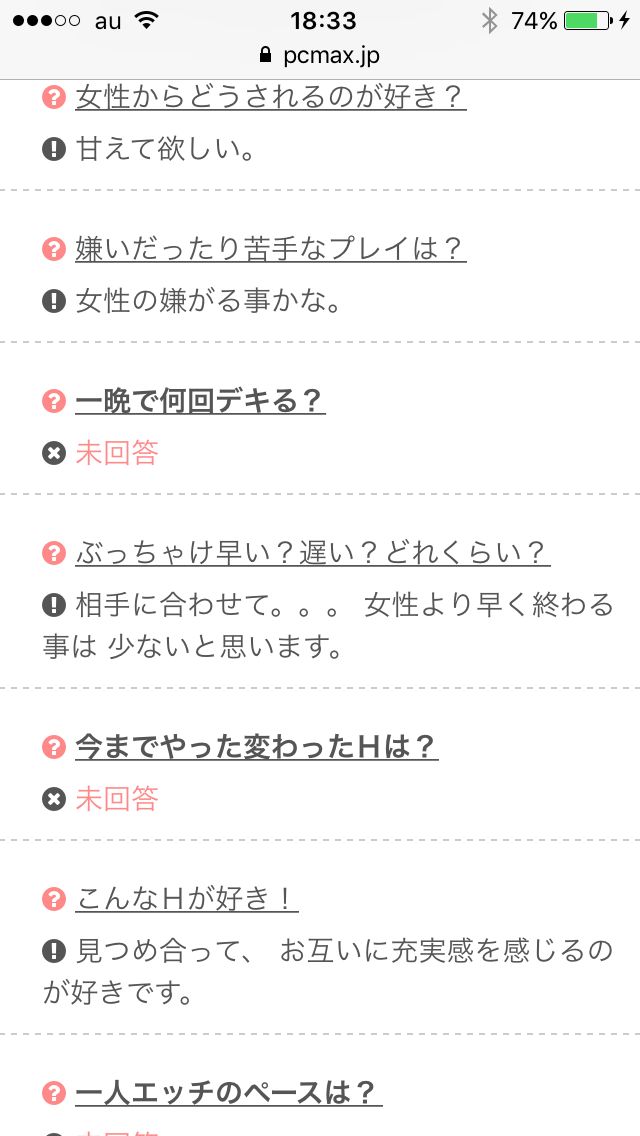 au 18:33 74%
pcmax.jp
女性からどうされるのが好き？
甘えて欲しい。
嫌いだったり苦手なプレイは？
女性の嫌がる事かな。
一晩で何回デキる？
未回答
ぶっちゃけ早い？遅い？どれくらい？
相手に合わせて。。。 女性より早く終わる
事は 少ないと思います。
今までやった変わったＨは？
未回答
こんなＨが好き！
見つめ合って、 お互いに充実感を感じるの
が好きです。
一人エッチのペースは？